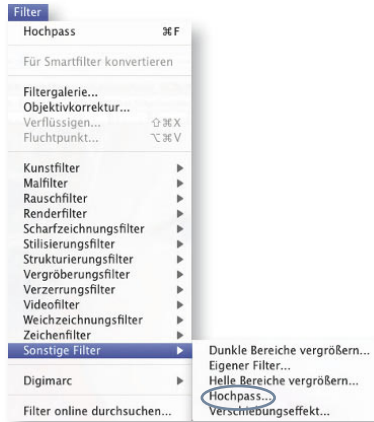 Filter
Hochpass ⌘F
Für Smartfilter konvertieren
Filtergalerie...
Objektivkorrektur...
Verflüssigen... ⇧⌘X
Fluchtpunkt... ⌥⌘V
Kunstfilter
Malfilter
Rauschfilter
Renderfilter
Scharfzeichnungsfilter
Stilisierungsfilter
Strukturierungsfilter
Vergröberungsfilter
Verzerrungsfilter
Videofilter
Weichzeichnungsfilter
Zeichenfilter
Sonstige Filter
Digimarc
Filter online durchsuchen...
Dunkle Bereiche vergrößern...
Eigener Filter...
Helle Bereiche vergrößern...
Hochpass...
Verschiebungseffekt...